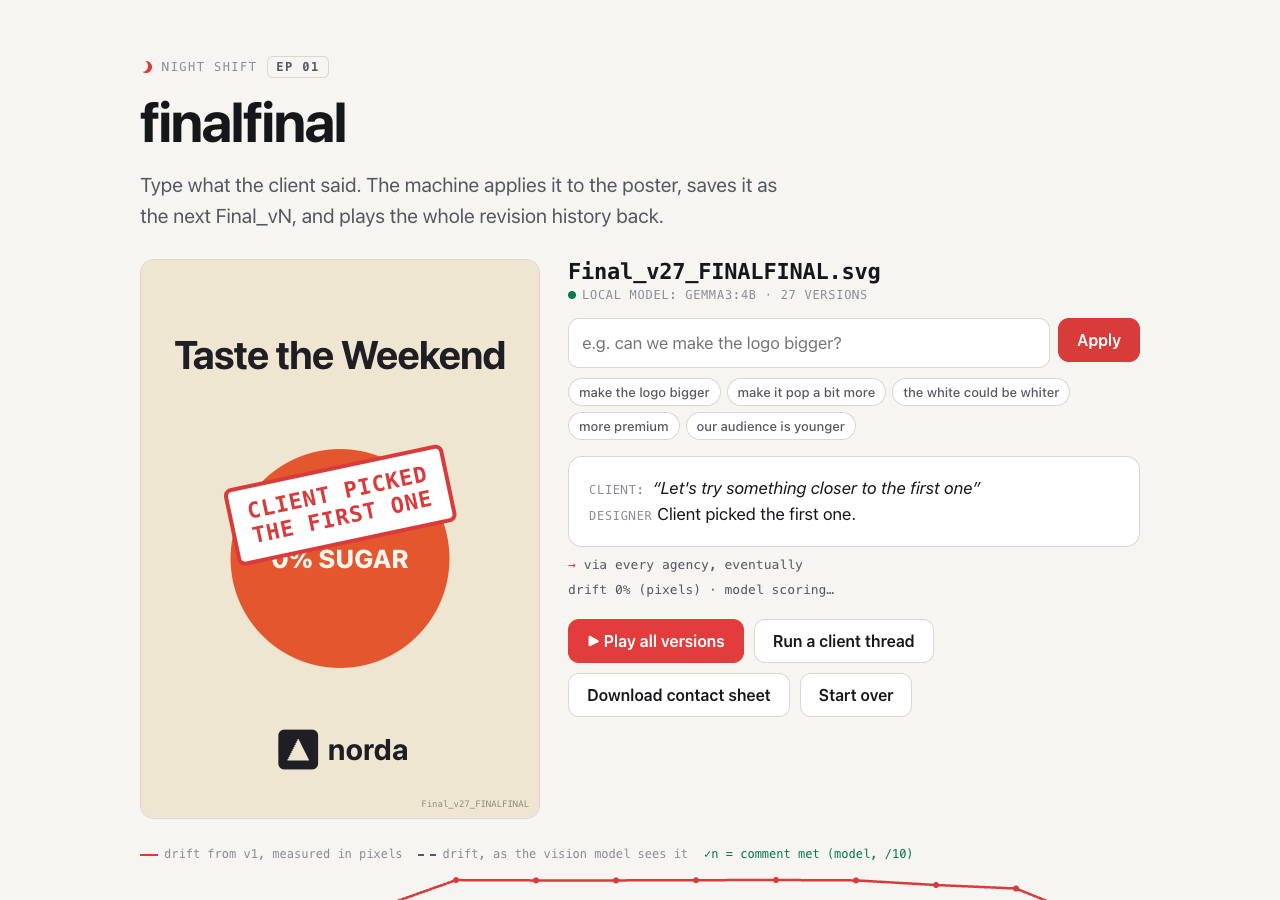 NIGHT SHIFT EP 01
finalfinal
Type what the client said. The machine applies it to the poster, saves it as
the next Final_vN, and plays the whole revision history back.
Taste the Weekend
CLIENT PICKED
THE FIRST ONE
0% SUGAR
norda
Final_v27_FINALFINAL
Final_v27_FINALFINAL.svg
LOCAL MODEL: GEMMA3:4B · 27 VERSIONS
e.g. can we make the logo bigger?
Apply
make the logo bigger
make it pop a bit more
the white could be whiter
more premium
our audience is younger
CLIENT: “Let's try something closer to the first one”
DESIGNER Client picked the first one.
→ via every agency, eventually
drift 0% (pixels) · model scoring…
Play all versions
Run a client thread
Download contact sheet
Start over
drift from v1, measured in pixels
drift, as the vision model sees it
✓n = comment met (model, /10)